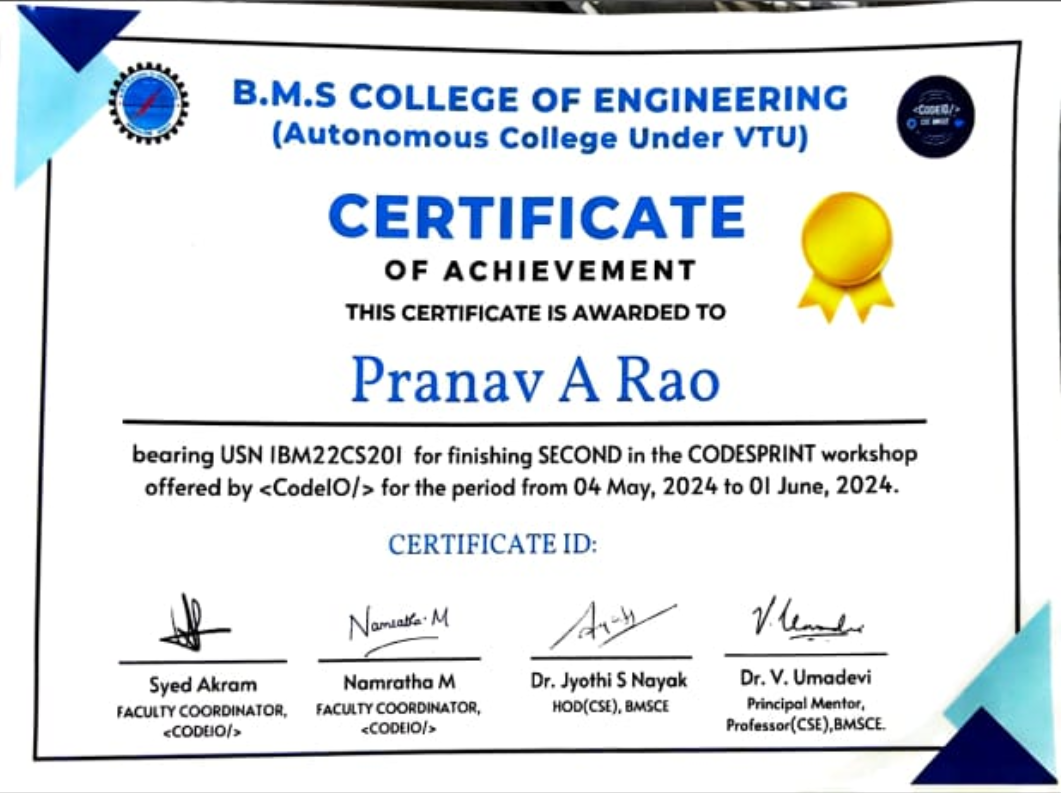 B.M.S COLLEGE OF ENGINEERING
(Autonomous College Under VTU)
<CODEIO/>
CSE BMSCE
CERTIFICATE
OF ACHIEVEMENT
THIS CERTIFICATE IS AWARDED TO
Pranav A Rao
bearing USN 1BM22CS201 for finishing SECOND in the CODESPRINT workshop
offered by <CodeIO/> for the period from 04 May, 2024 to 01 June, 2024.
CERTIFICATE ID:
Namratha. M
Syed Akram
FACULTY COORDINATOR,
<CODEIO/>
Namratha M
FACULTY COORDINATOR,
<CODEIO/>
Dr. Jyothi S Nayak
HOD(CSE), BMSCE
Dr. V. Umadevi
Principal Mentor,
Professor(CSE),BMSCE.